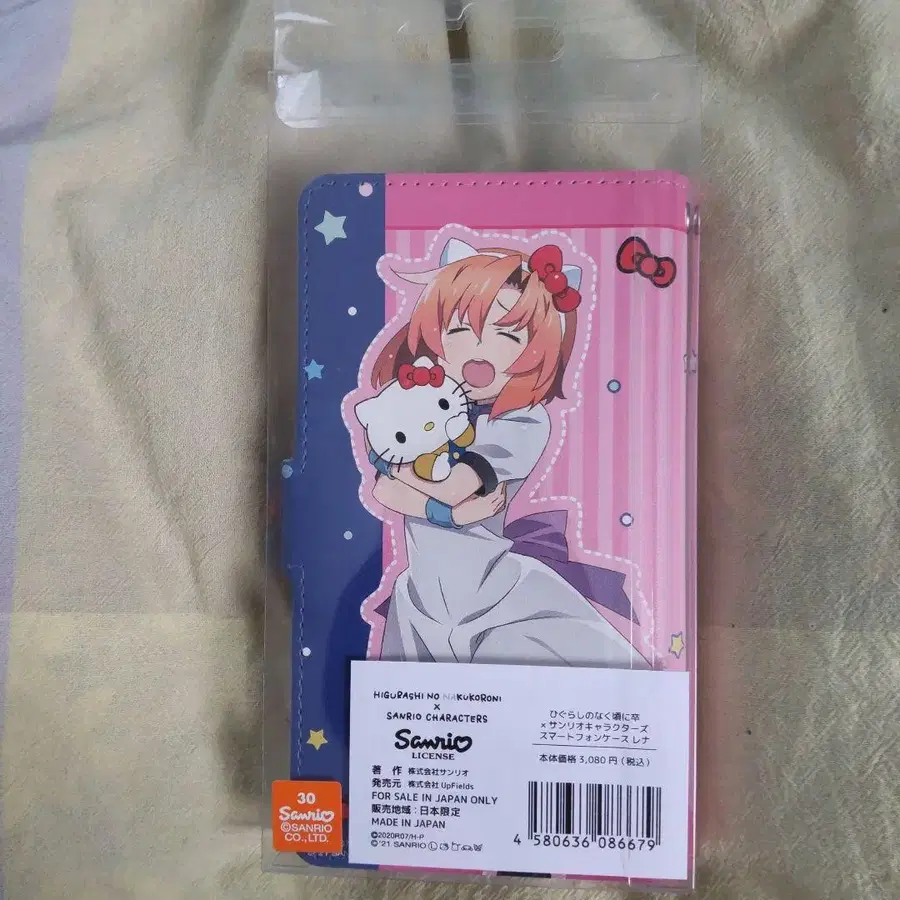 HIGURASHI NO NAKUKORONI
x
SANRIO CHARACTERS
Sanrio
LICENSE
著 作 株式会社サンリオ
発売元 株式会社 UpFields
FOR SALE IN JAPAN ONLY
販売地域：日本限定
MADE IN JAPAN
©2020R07/H-P
©'21 SANRIO Ⓛ
ひぐらしのなく頃に卒
×サンリオキャラクターズ
スマートフォンケース レナ
本体価格 3,080 円（税込）
4 580636 086679
30
Sanrio
©SANRIO
CO., LTD.